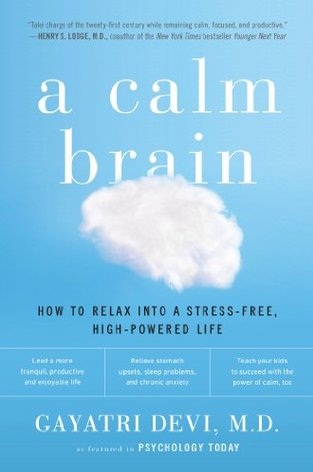 "Take charge of the twenty-first century while remaining calm, focused, and productive."
—HENRY S. LODGE, M.D., coauthor of the New York Times bestseller Younger Next Year
a calm
brain
HOW TO RELAX INTO A STRESS-FREE,
HIGH-POWERED LIFE
Lead a more
tranquil, productive
and enjoyable life
Relieve stomach
upsets, sleep problems,
and chronic anxiety
Teach your kids
to succeed with the
power of calm, too
GAYATRI DEVI, M.D.
as featured in PSYCHOLOGY TODAY